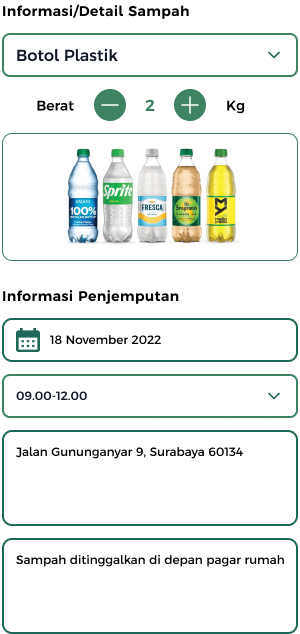 Informasi/Detail Sampah
Botol Plastik
Berat — 2 + Kg
DASANI
100%
Sprite
FRESCA
Seagram's
Informasi Penjemputan
18 November 2022
09.00-12.00
Jalan Gununganyar 9, Surabaya 60134
Sampah ditinggalkan di depan pagar rumah